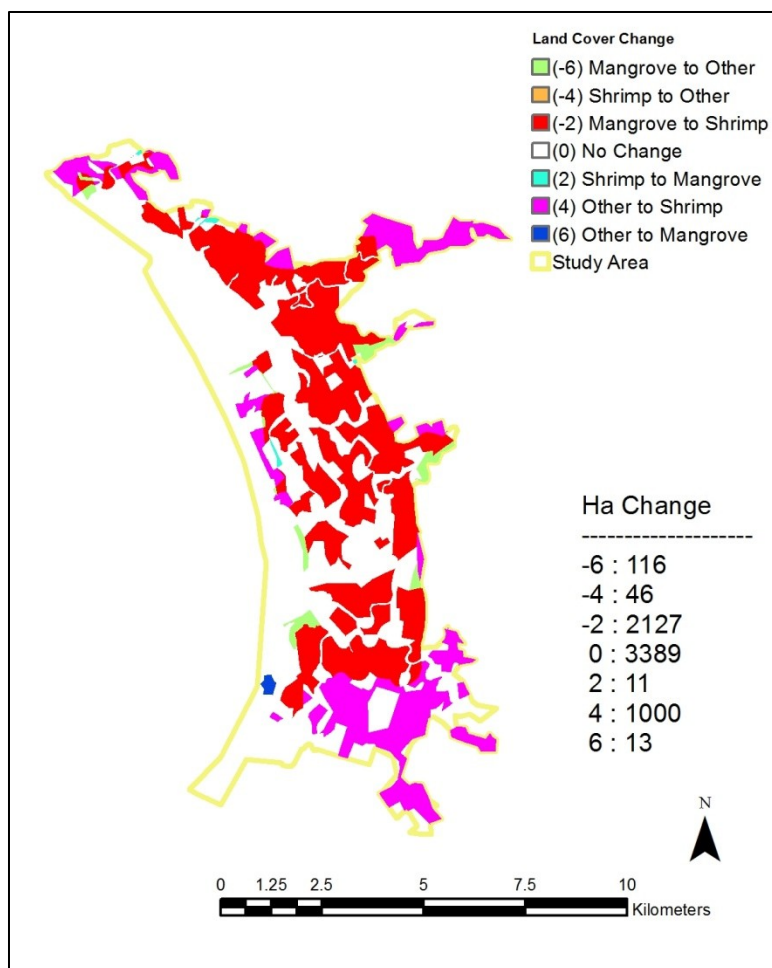 Land Cover Change
(-6) Mangrove to Other
(-4) Shrimp to Other
(-2) Mangrove to Shrimp
(0) No Change
(2) Shrimp to Mangrove
(4) Other to Shrimp
(6) Other to Mangrove
Study Area
Ha Change
---------------------
-6 : 116
-4 : 46
-2 : 2127
0 : 3389
2 : 11
4 : 1000
6 : 13
N
0 1.25 2.5 5 7.5 10
Kilometers